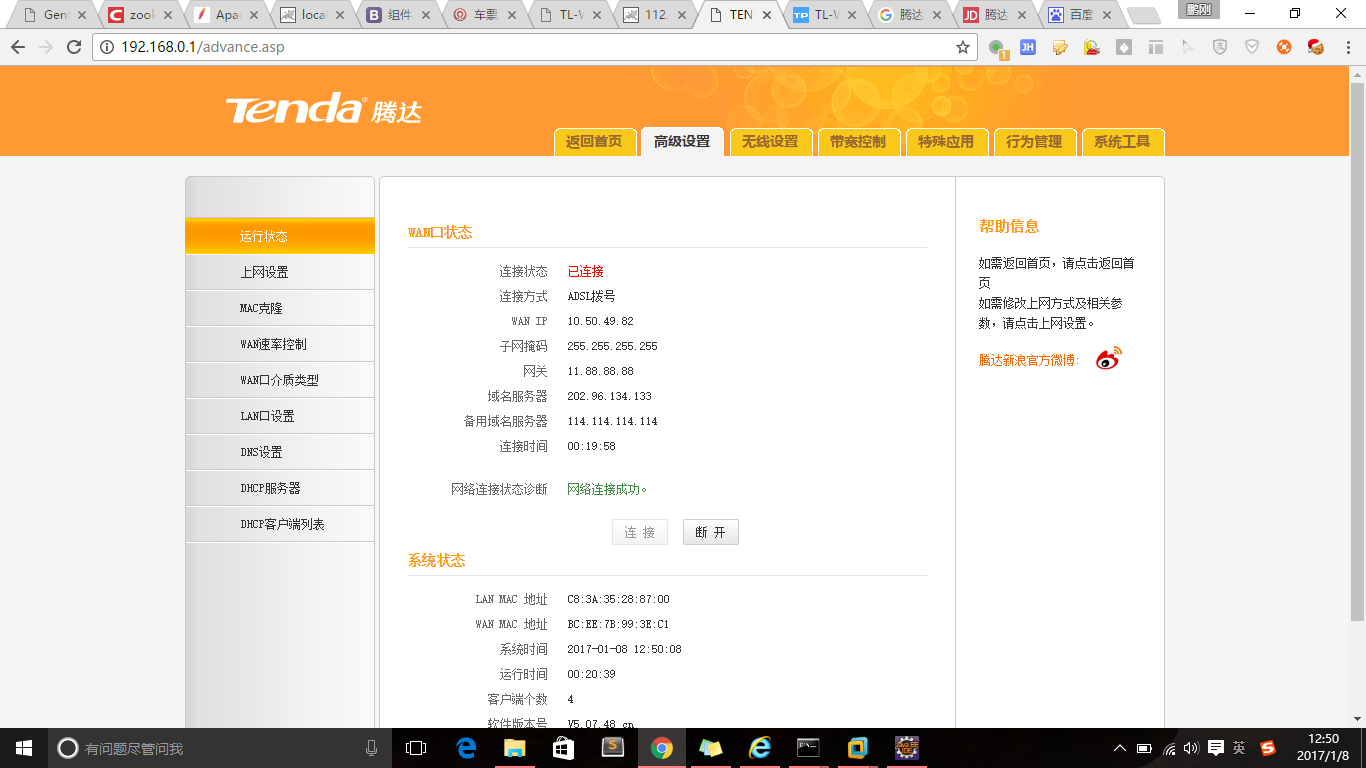 Gen
zool
Apa
local
组件
车票
TL-V
112.
TEN
TL-V
腾达
腾达
百度
192.168.0.1/advance.asp
JH
1
Tenda 腾达
返回首页 高级设置 无线设置 带宽控制 特殊应用 行为管理 系统工具
运行状态
上网设置
MAC克隆
WAN速率控制
WAN口介质类型
LAN口设置
DNS设置
DHCP服务器
DHCP客户端列表
WAN口状态
连接状态 已连接
连接方式 ADSL拨号
WAN IP 10.50.49.82
子网掩码 255.255.255.255
网关 11.88.88.88
域名服务器 202.96.134.133
备用域名服务器 114.114.114.114
连接时间 00:19:58
网络连接状态诊断 网络连接成功。
连 接 断 开
系统状态
LAN MAC 地址 C8:3A:35:28:87:00
WAN MAC 地址 BC:EE:7B:99:3E:C1
系统时间 2017-01-08 12:50:08
运行时间 00:20:39
客户端个数 4
软件版本号 V5.07.48_cn
帮助信息
如需返回首页，请点击返回首
页
如需修改上网方式及相关参
数，请点击上网设置。
腾达新浪官方微博：
有问题尽管问我
英
12:50
2017/1/8